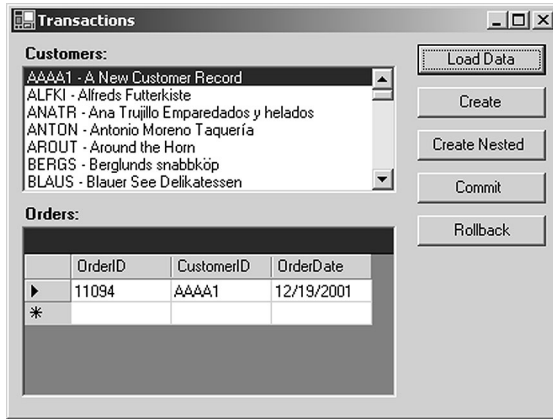 Transactions
Customers:
AAAA1 - A New Customer Record
ALFKI - Alfreds Futterkiste
ANATR - Ana Trujillo Emparedados y helados
ANTON - Antonio Moreno Taquería
AROUT - Around the Horn
BERGS - Berglunds snabbköp
BLAUS - Blauer See Delikatessen
Load Data
Create
Create Nested
Commit
Rollback
Orders:
OrderID CustomerID OrderDate
11094 AAAA1 12/19/2001